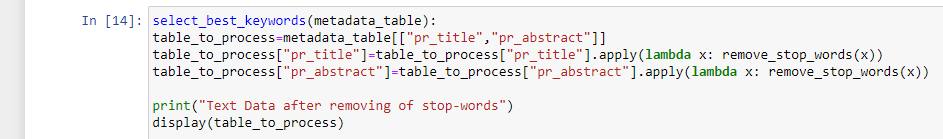 In [14]: select_best_keywords(metadata_table):
table_to_process=metadata_table[["pr_title","pr_abstract"]]
table_to_process["pr_title"]=table_to_process["pr_title"].apply(lambda x: remove_stop_words(x))
table_to_process["pr_abstract"]=table_to_process["pr_abstract"].apply(lambda x: remove_stop_words(x))
print("Text Data after removing of stop-words")
display(table_to_process)